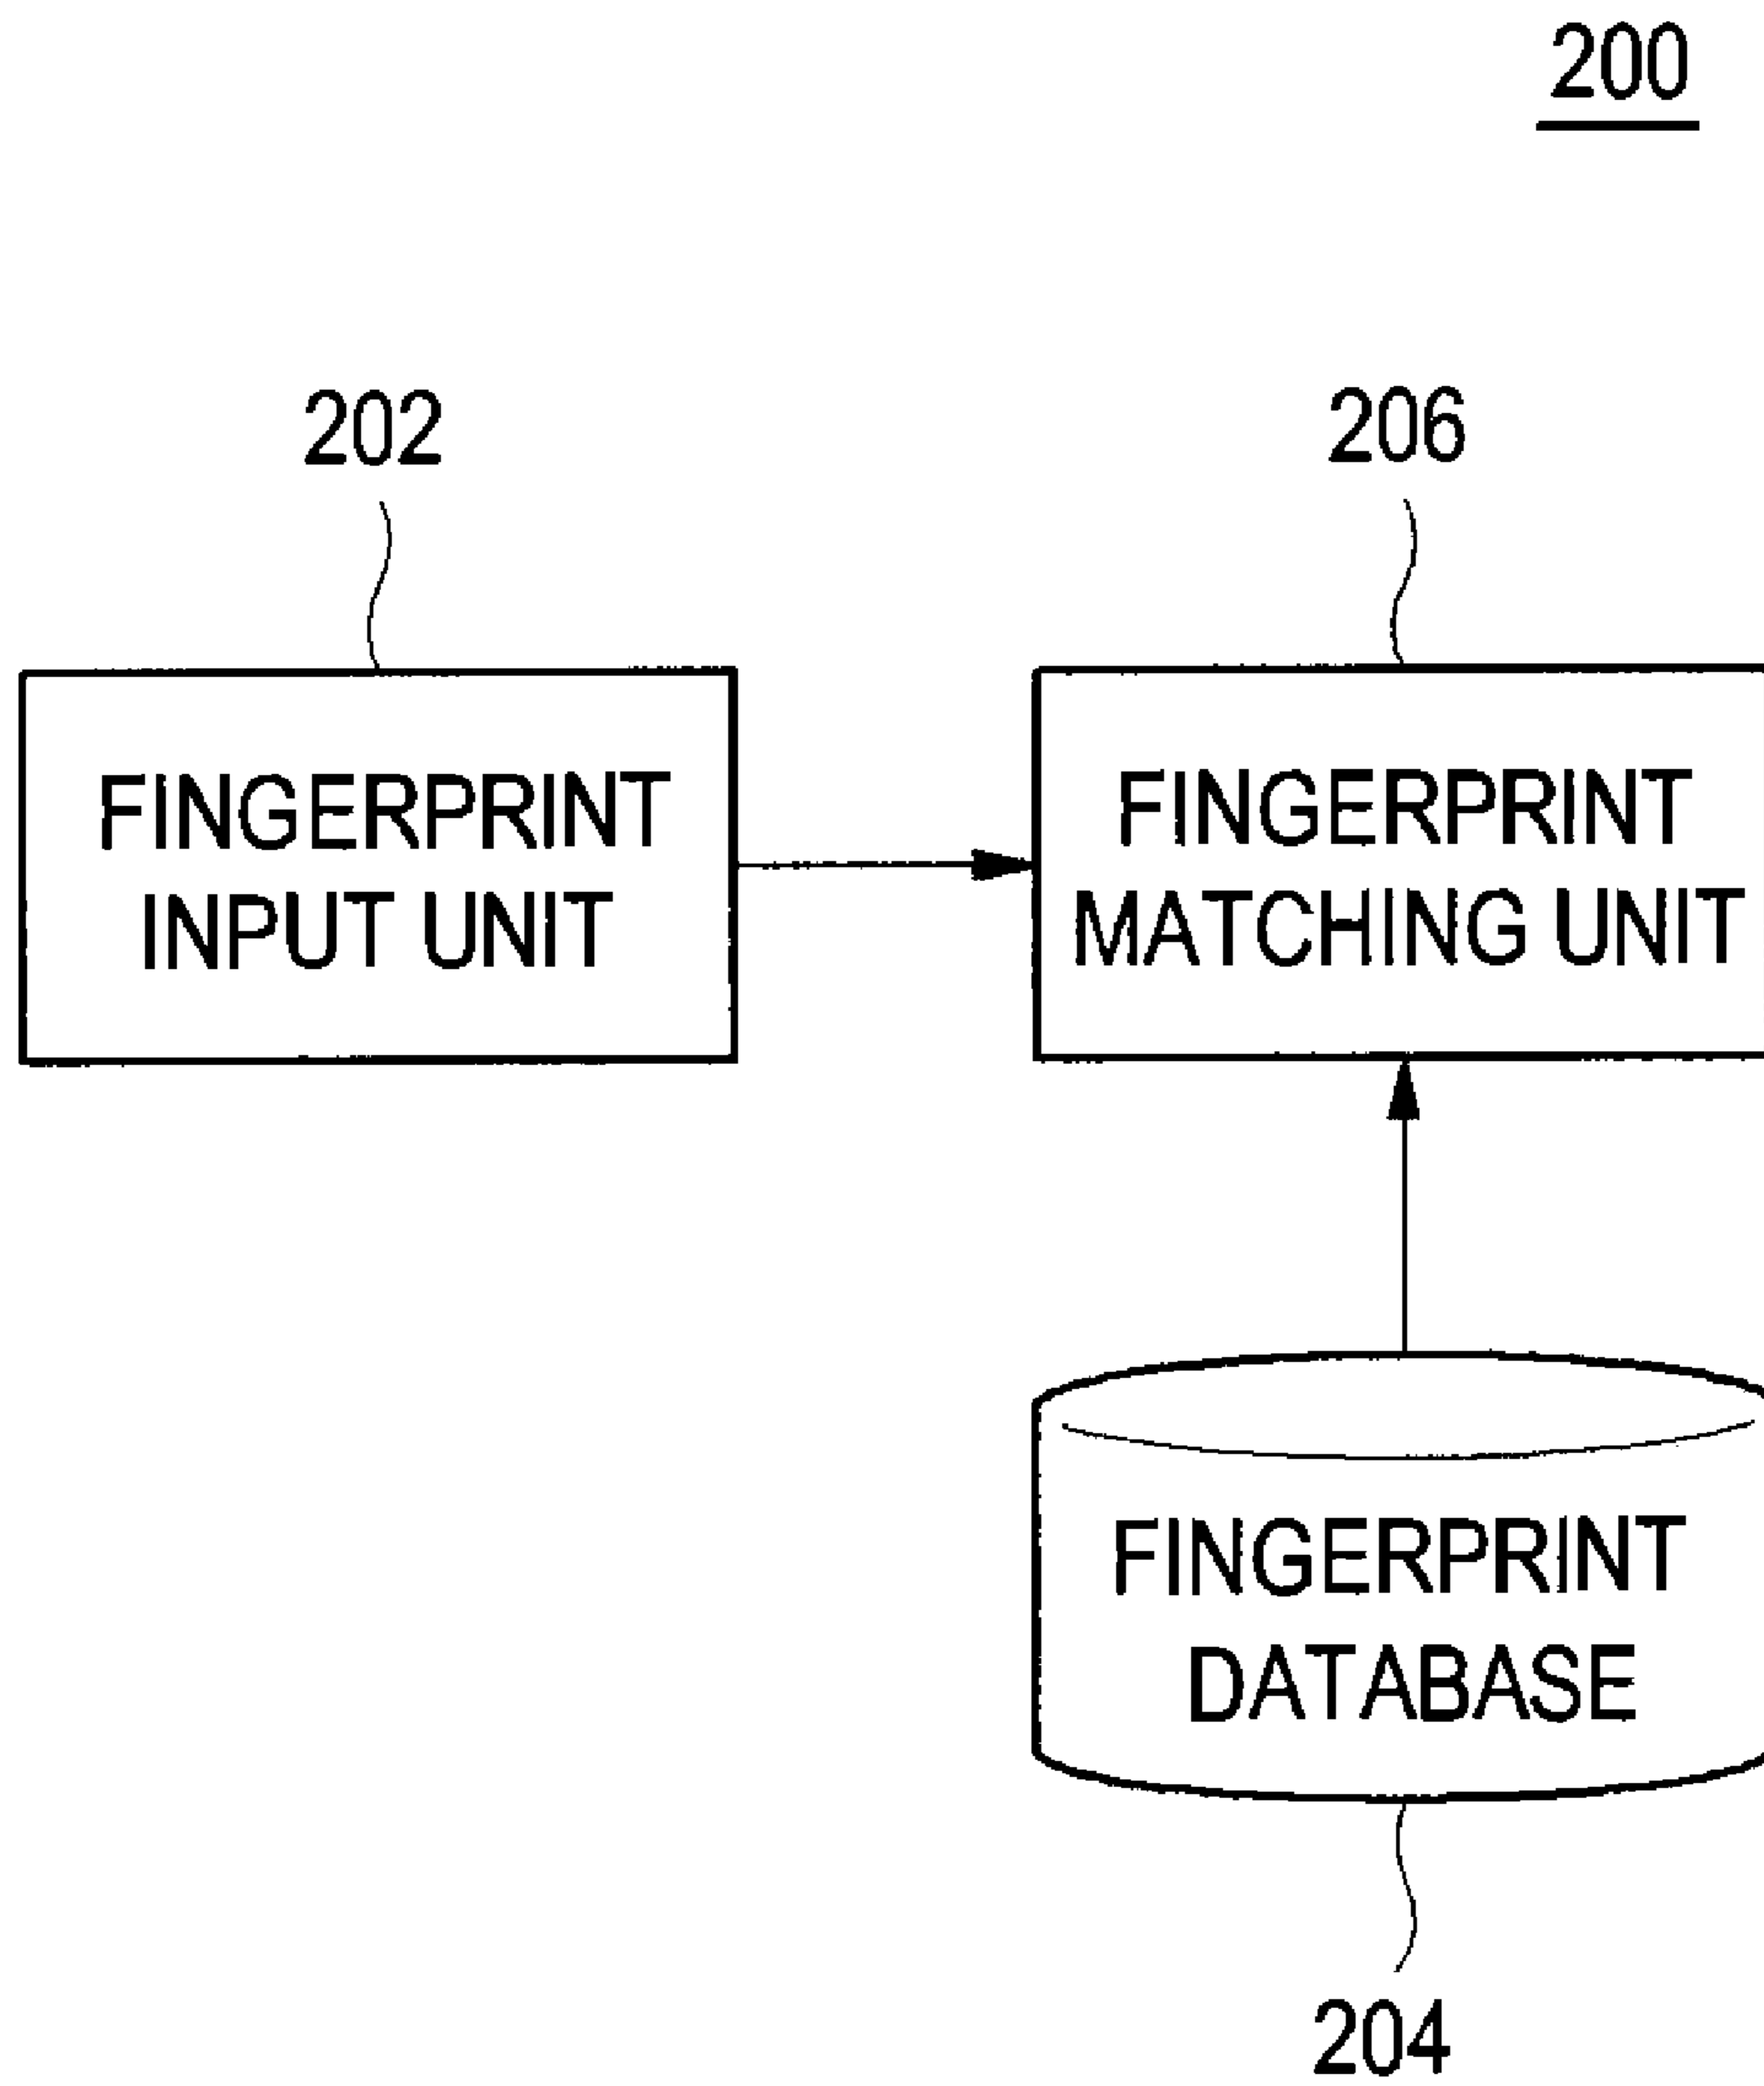 200
202
206
FINGERPRINT
INPUT UNIT
FINGERPRINT
MATCHING UNIT
FINGERPRINT
DATABASE
204